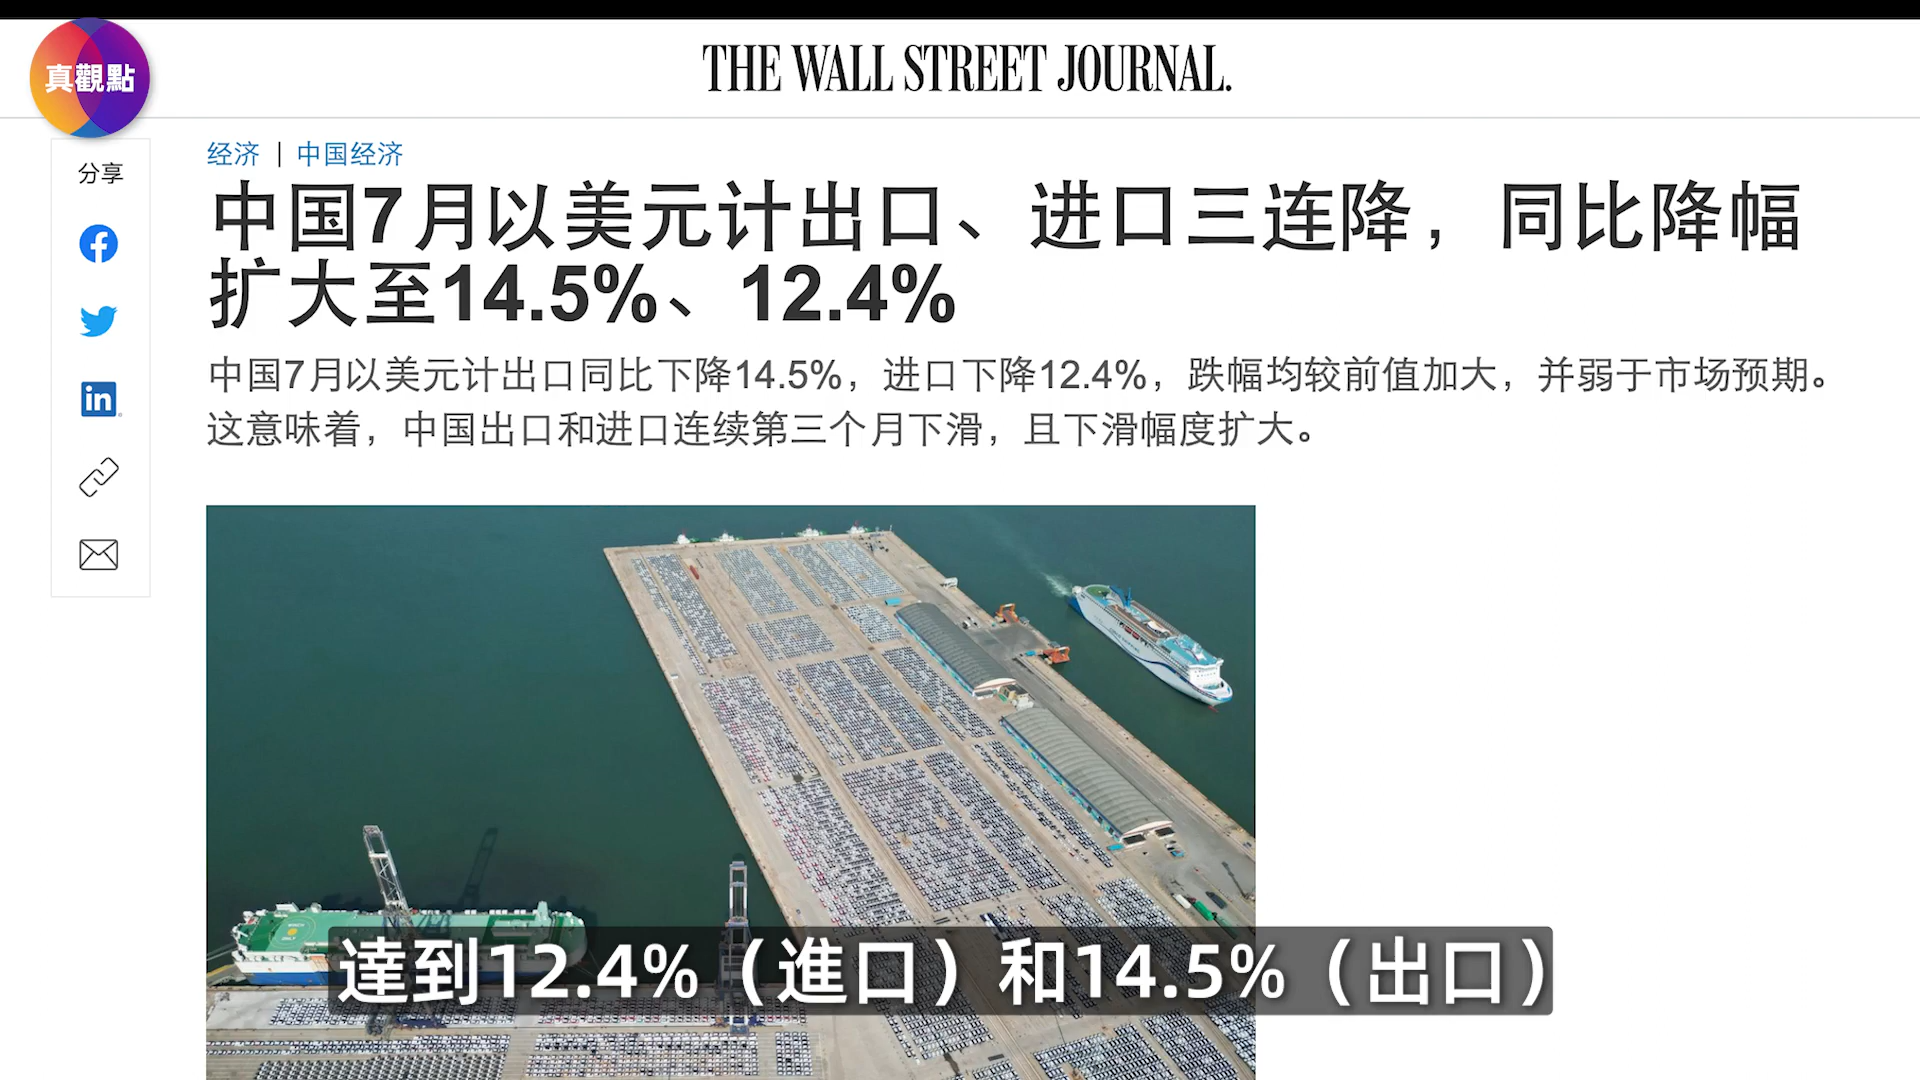 真觀點
THE WALL STREET JOURNAL.
分享
经济 | 中国经济
中国7月以美元计出口、进口三连降，同比降幅
扩大至14.5%、12.4%
中国7月以美元计出口同比下降14.5%，进口下降12.4%，跌幅均较前值加大，并弱于市场预期。
这意味着，中国出口和进口连续第三个月下滑，且下滑幅度扩大。
in
達到12.4%（進口）和14.5%（出口）